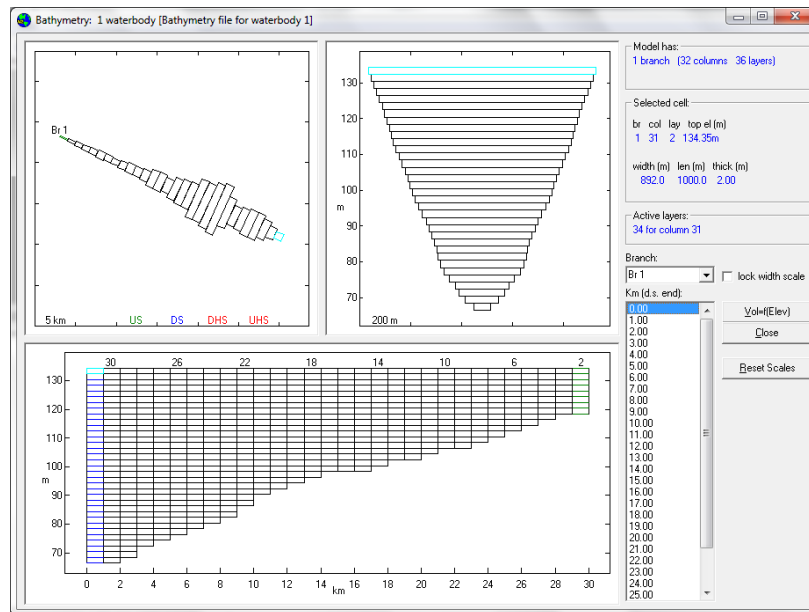 Bathymetry: 1 waterbody [Bathymetry file for waterbody 1]
Br 1
5 km US DS DHS UHS
130
120
110
100
m
90
80
70
200 m
Model has:
1 branch (32 columns 36 layers)
Selected cell:
br col lay top el (m)
1 31 2 134.35m
width (m) len (m) thick (m)
892.0 1000.0 2.00
Active layers:
34 for column 31
Branch:
Br 1
lock width scale
Km (d.s. end):
0.00
1.00
2.00
3.00
4.00
5.00
6.00
7.00
8.00
9.00
10.00
11.00
12.00
13.00
14.00
15.00
16.00
17.00
18.00
19.00
20.00
21.00
22.00
23.00
24.00
25.00
Vol=f(Elev)
Close
Reset Scales
30 26 22 18 14 10 6 2
130
120
110
100
m
90
80
70
0 2 4 6 8 10 12 14 16 18 20 22 24 26 28 30
km